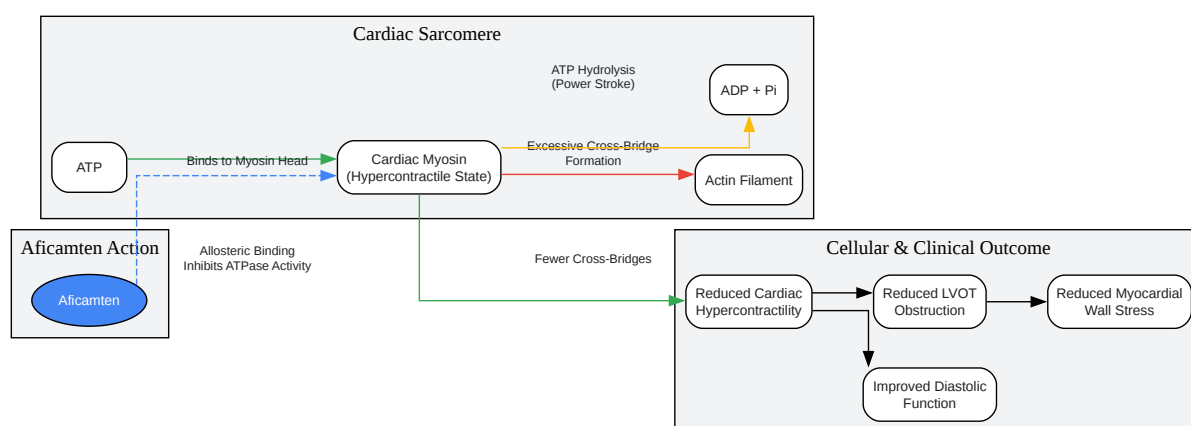 Cardiac Sarcomere
ATP Hydrolysis
(Power Stroke)
ADP + Pi
ATP
Binds to Myosin Head
Cardiac Myosin
(Hypercontractile State)
Excessive Cross-Bridge
Formation
Actin Filament
Aficamten Action
Aficamten
Allosteric Binding
Inhibits ATPase Activity
Fewer Cross-Bridges
Cellular & Clinical Outcome
Reduced Cardiac
Hypercontractility
Reduced LVOT
Obstruction
Reduced Myocardial
Wall Stress
Improved Diastolic
Function